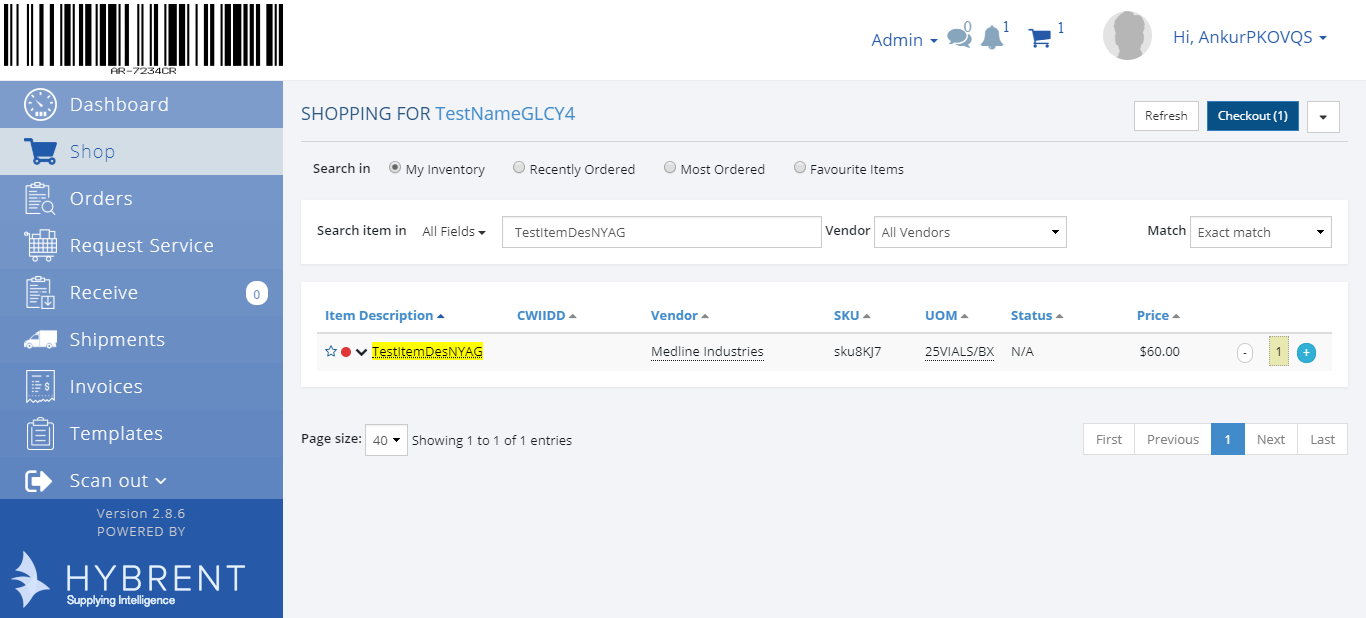 AR-7234CR
Admin 0 1 1 Hi, AnkurPKOVQS
Dashboard
Shop
Orders
Request Service
Receive 0
Shipments
Invoices
Templates
Scan out
Version 2.8.6
POWERED BY
HYBRENT
Supplying Intelligence
SHOPPING FOR TestNameGLCY4 Refresh Checkout (1)
Search in My Inventory Recently Ordered Most Ordered Favourite Items
Search item in All Fields TestItemDesNYAG Vendor All Vendors Match Exact match
Item Description CWIIDD Vendor SKU UOM Status Price
TestItemDesNYAG Medline Industries sku8KJ7 25VIALS/BX N/A $60.00 - 1 +
Page size: 40 Showing 1 to 1 of 1 entries First Previous 1 Next Last